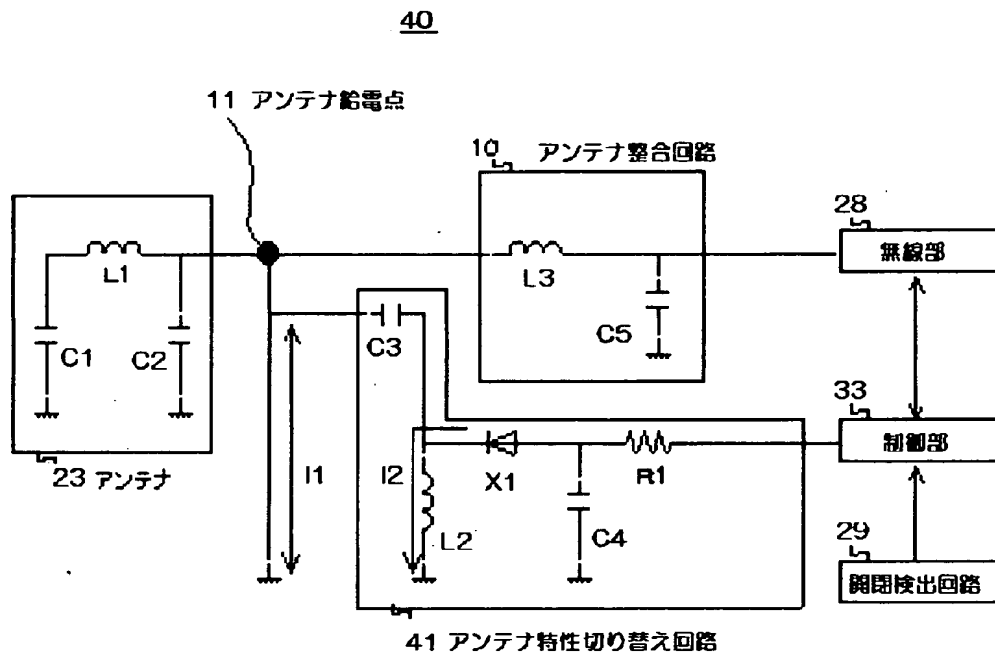 40
11 アンテナ給電点
10 アンテナ整合回路
28
無線部
L1
L3
C1
C2
C3
C5
33
制御部
23 アンテナ
I1
I2
X1
R1
L2
C4
29
開閉検出回路
41 アンテナ特性切り替え回路